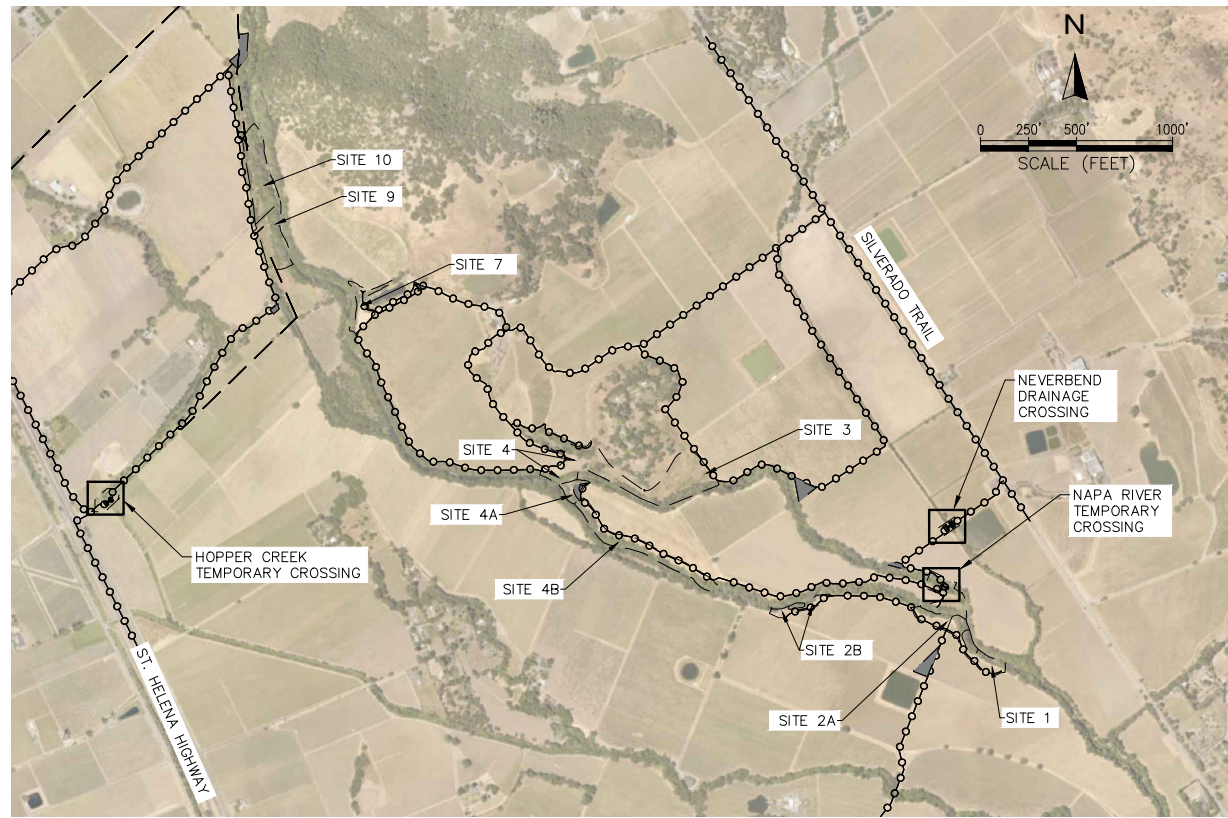 N
0 250' 500' 1000'
SCALE (FEET)
SITE 10
SITE 9
SITE 7
SILVERADO TRAIL
NEVERBEND
DRAINAGE
CROSSING
SITE 3
SITE 4
NAPA RIVER
TEMPORARY
CROSSING
SITE 4A
HOPPER CREEK
TEMPORARY CROSSING
SITE 4B
SITE 2B
ST. HELENA HIGHWAY
SITE 2A
SITE 1